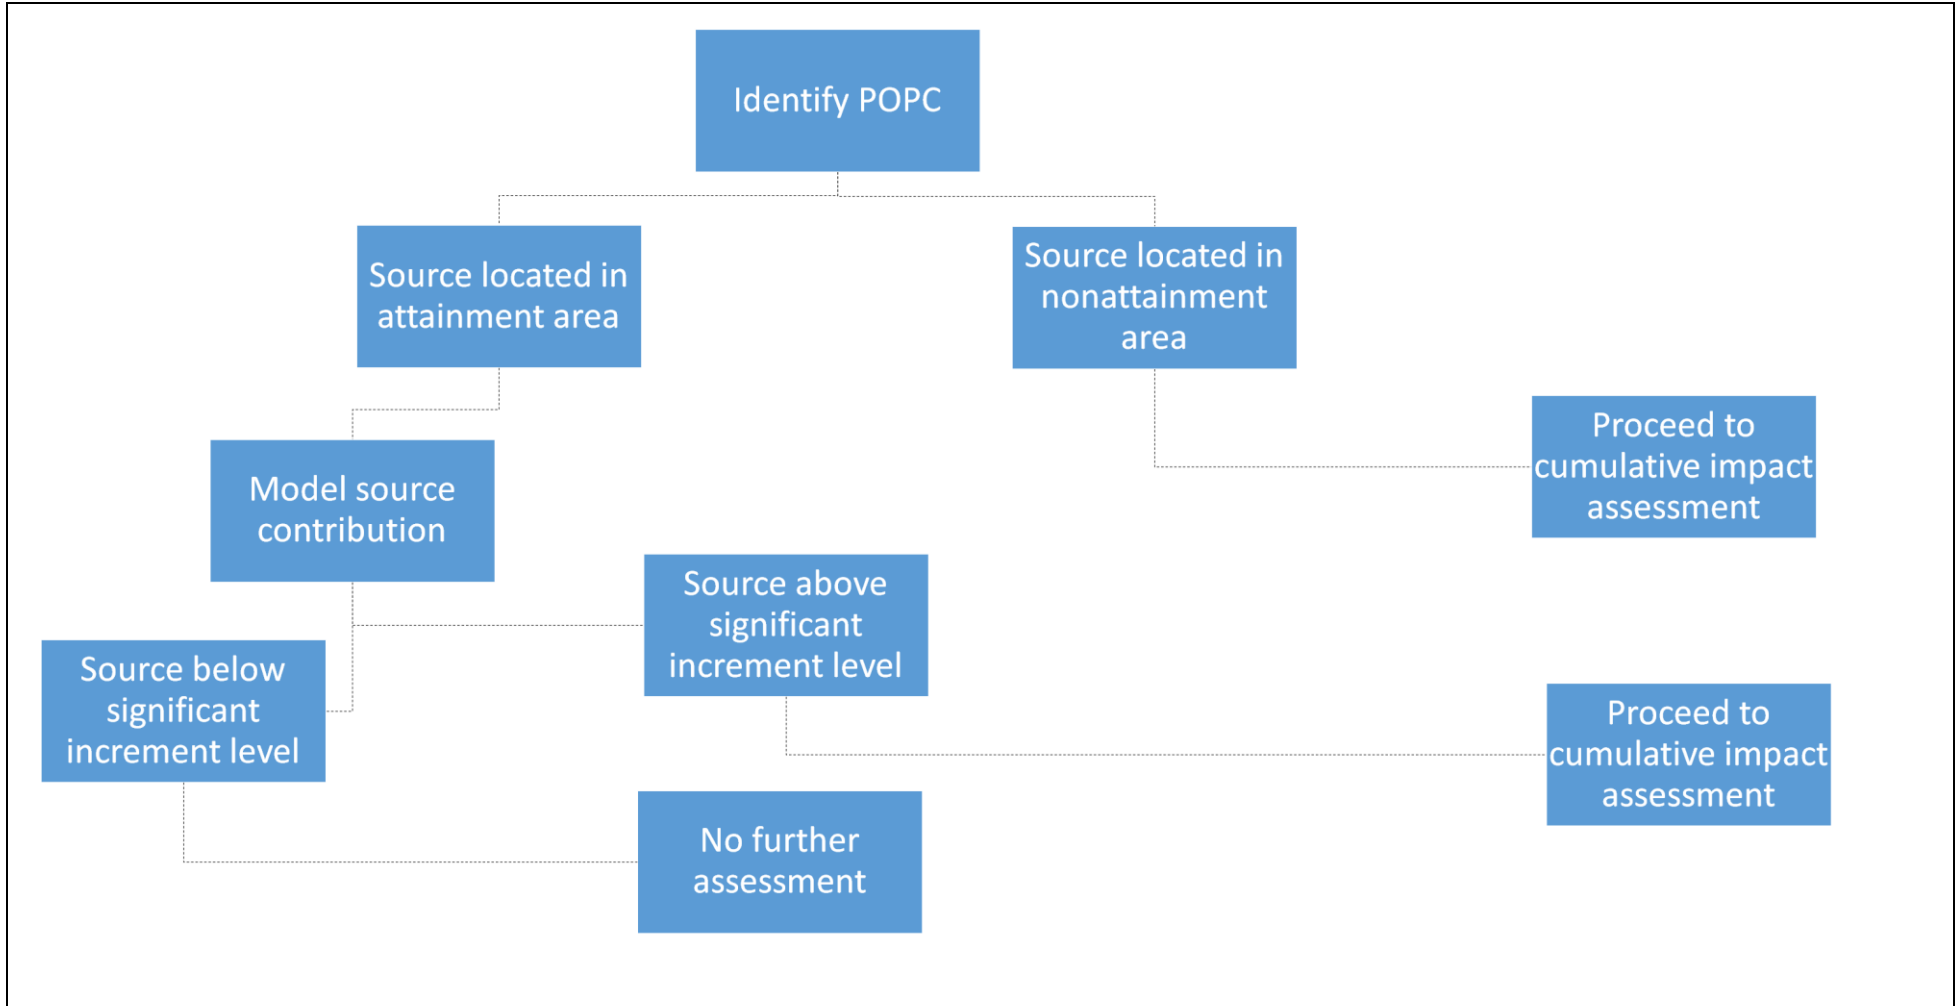 Identify POPC
Source located in
attainment area
Source located in
nonattainment
area
Proceed to
cumulative impact
assessment
Model source
contribution
Source above
significant
increment level
Source below
significant
increment level
Proceed to
cumulative impact
assessment
No further
assessment